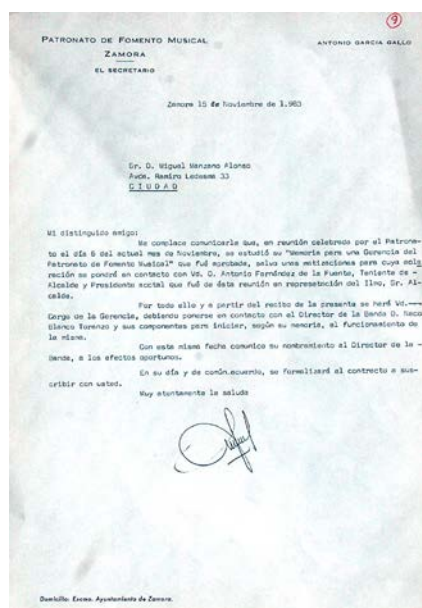 9
PATRONATO DE FOMENTO MUSICAL
ANTONIO GARCIA GALLO
ZAMORA
EL SECRETARIO
Zamora 15 de Noviembre de 1.983
Sr. D. Miguel Manzano Alonso
Avda. Ramiro Ledesma 33
C I U D A D
Mi distinguido amigo:
Me complace comunicarle que, en reunión celebrada por el Patrona-
to el día 6 del actual mes de Noviembre, se estudió su "Memoria para una Gerencia del
Patronato de Fomento Musical" que fué aprobada, salvo unas matizaciones para cuya acla
ración se pondrá en contacto con Vd. D. Antonio Fernández de la Fuente, Teniente de -
Alcalde y Presidente acctal que fué de ésta reunión en representación del Ilmo. Sr. Al-
calde.
Por todo ello y a partir del recibo de la presente se hará Vd.---
Cargo de la Gerencia, debiendo ponerse en contacto con el Director de la Banda D.
Blanco Toranzo y sus componentes para iniciar, según su memoria, el funcionamiento de
la misma.
Con esta misma fecha comunico su nombramiento al Director de la -
Banda, a los efectos oportunos.
En su día y de común.acuerdo, se formalizará el contrato a sus-
cribir con usted.
Muy atentamente le saluda
Domicilio: Excmo. Ayuntamiento de Zamora.